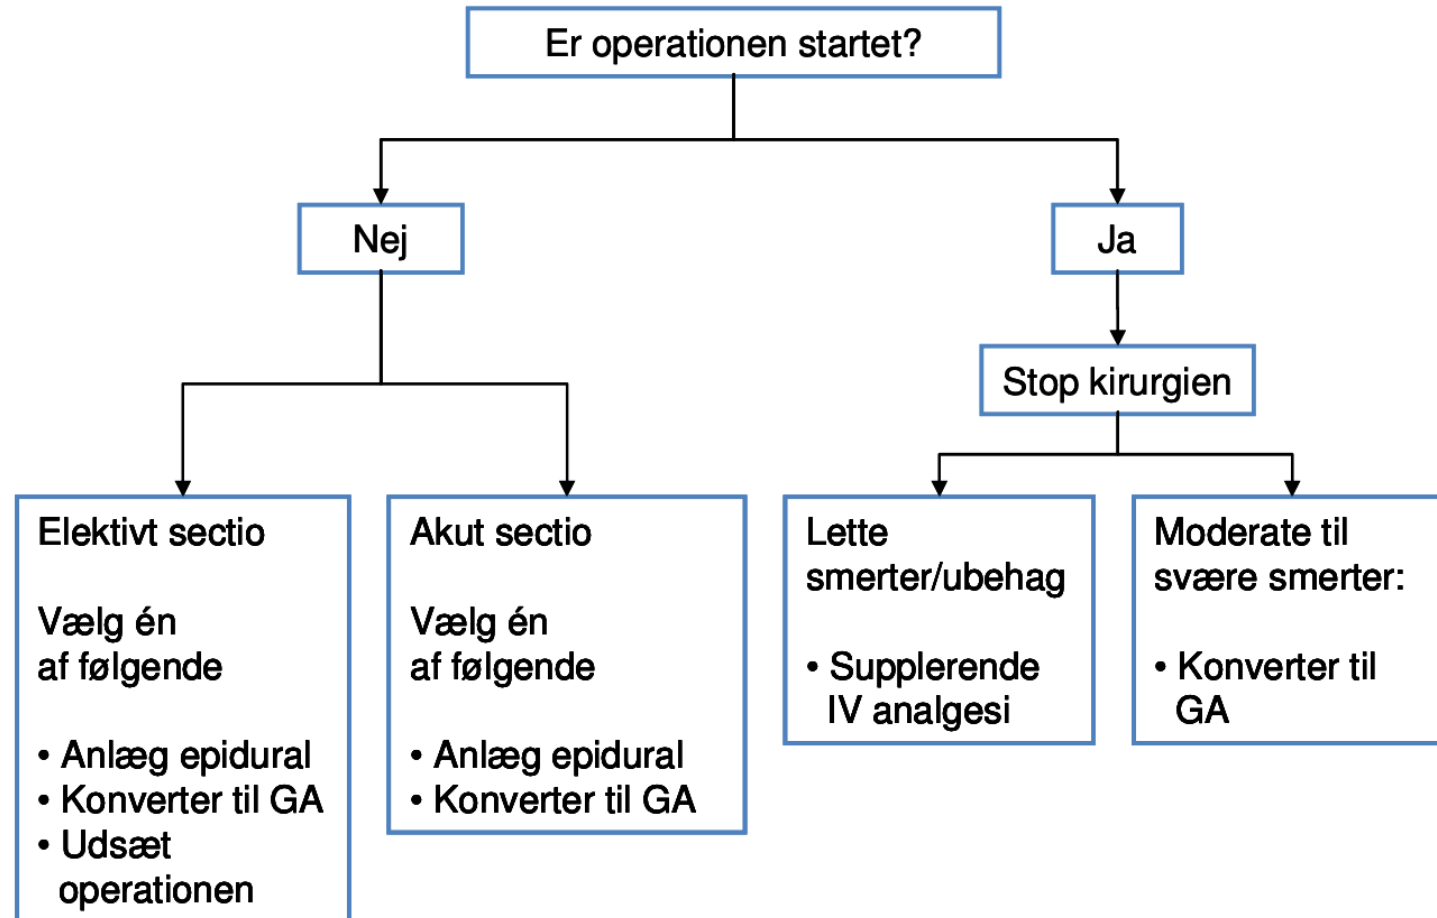 Er operationen startet?
Nej
Ja
Stop kirurgien
Elektivt sectio
Vælg én
af følgende
• Anlæg epidural
• Konverter til GA
• Udsæt
operationen
Akut sectio
Vælg én
af følgende
• Anlæg epidural
• Konverter til GA
Lette
smerter/ubehag
• Supplerende
IV analgesi
Moderate til
svære smerter:
• Konverter til
GA